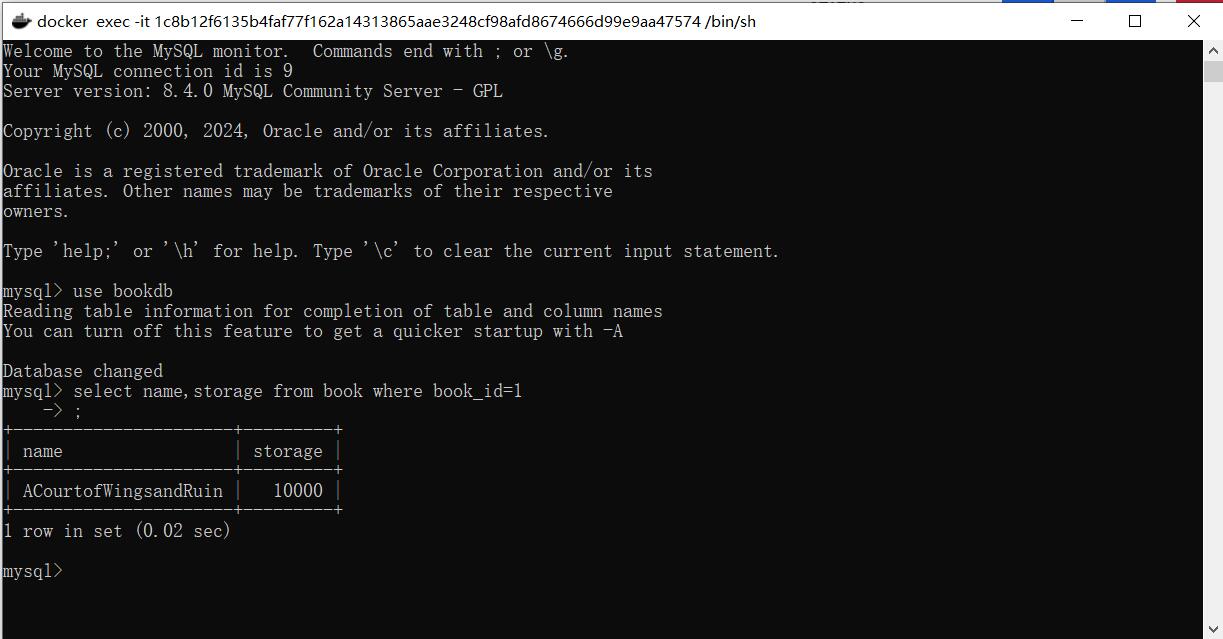 docker exec -it 1c8b12f6135b4faf77f162a14313865aae3248cf98afd8674666d99e9aa47574 /bin/sh
Welcome to the MySQL monitor.  Commands end with ; or \g.
Your MySQL connection id is 9
Server version: 8.4.0 MySQL Community Server - GPL
Copyright (c) 2000, 2024, Oracle and/or its affiliates.
Oracle is a registered trademark of Oracle Corporation and/or its
affiliates. Other names may be trademarks of their respective
owners.
Type 'help;' or '\h' for help. Type '\c' to clear the current input statement.
mysql> use bookdb
Reading table information for completion of table and column names
You can turn off this feature to get a quicker startup with -A
Database changed
mysql> select name,storage from book where book_id=1
    -> ;
+----------------------+---------+
| name                 | storage |
+----------------------+---------+
| ACourtofWingsandRuin |   10000 |
+----------------------+---------+
1 row in set (0.02 sec)
mysql>